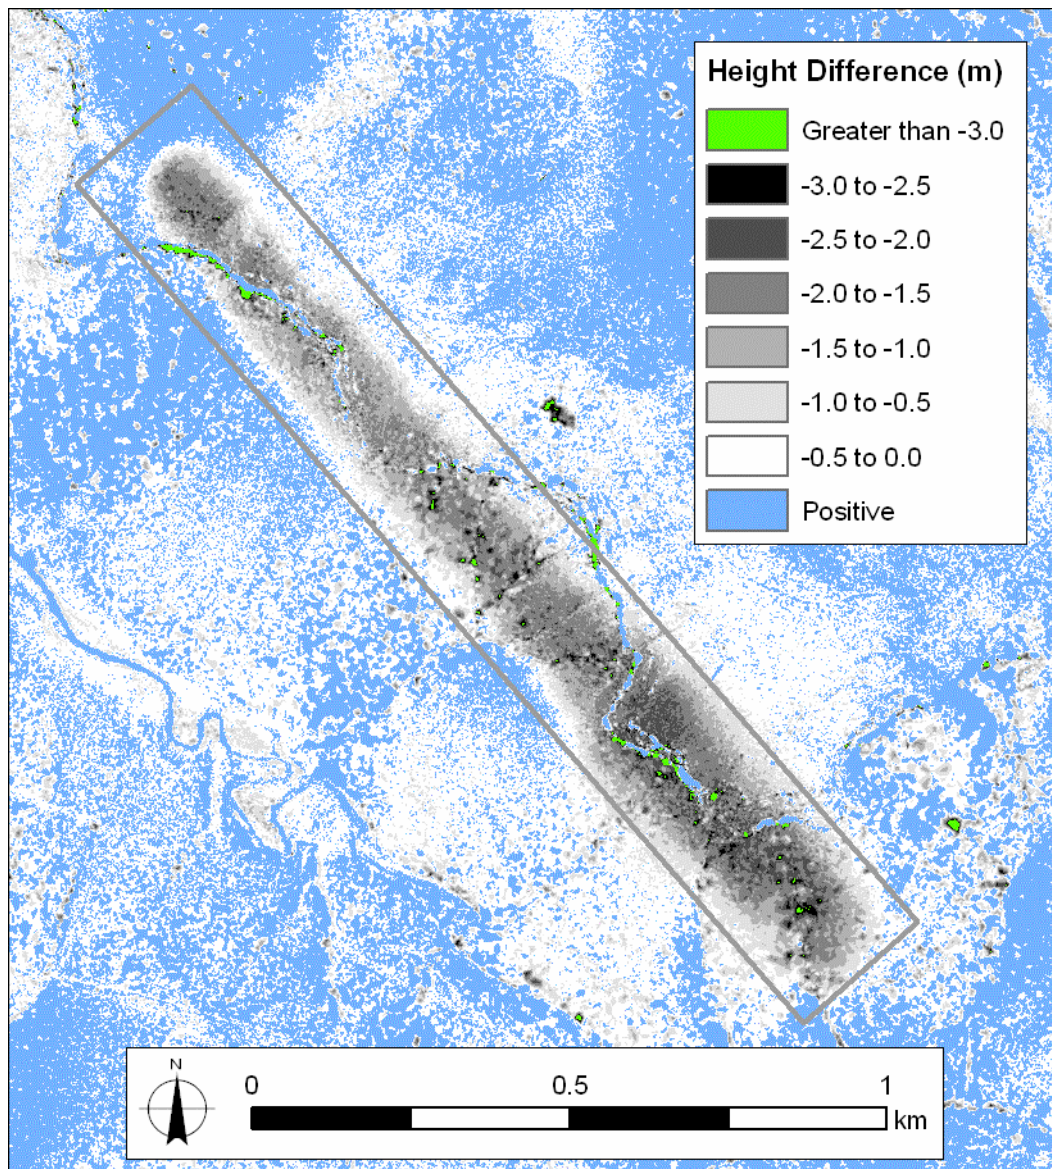 Height Difference (m)
Greater than -3.0
-3.0 to -2.5
-2.5 to -2.0
-2.0 to -1.5
-1.5 to -1.0
-1.0 to -0.5
-0.5 to 0.0
Positive
N
0 0.5 1
km